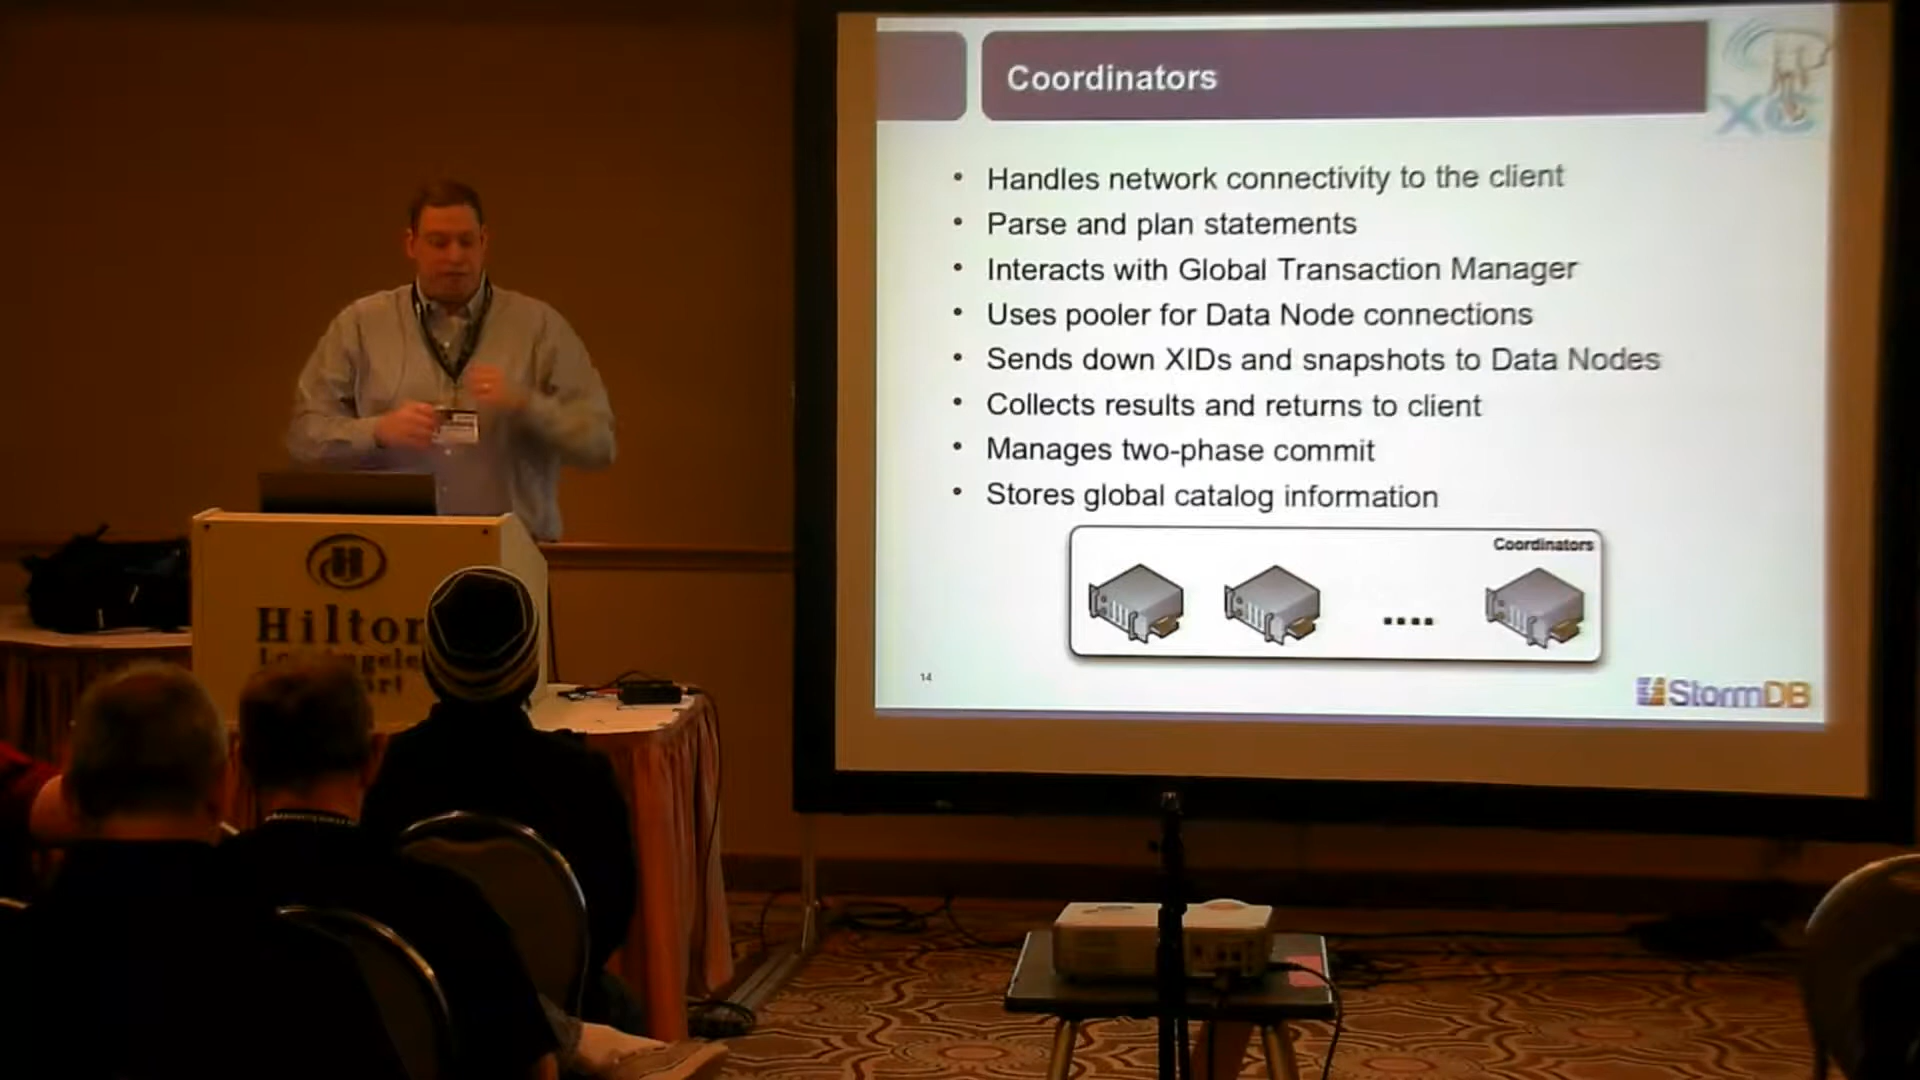 Coordinators
XC
• Handles network connectivity to the client
• Parse and plan statements
• Interacts with Global Transaction Manager
• Uses pooler for Data Node connections
• Sends down XIDs and snapshots to Data Nodes
• Collects results and returns to client
• Manages two-phase commit
• Stores global catalog information
Coordinators
....
14
StormDB
Hilton